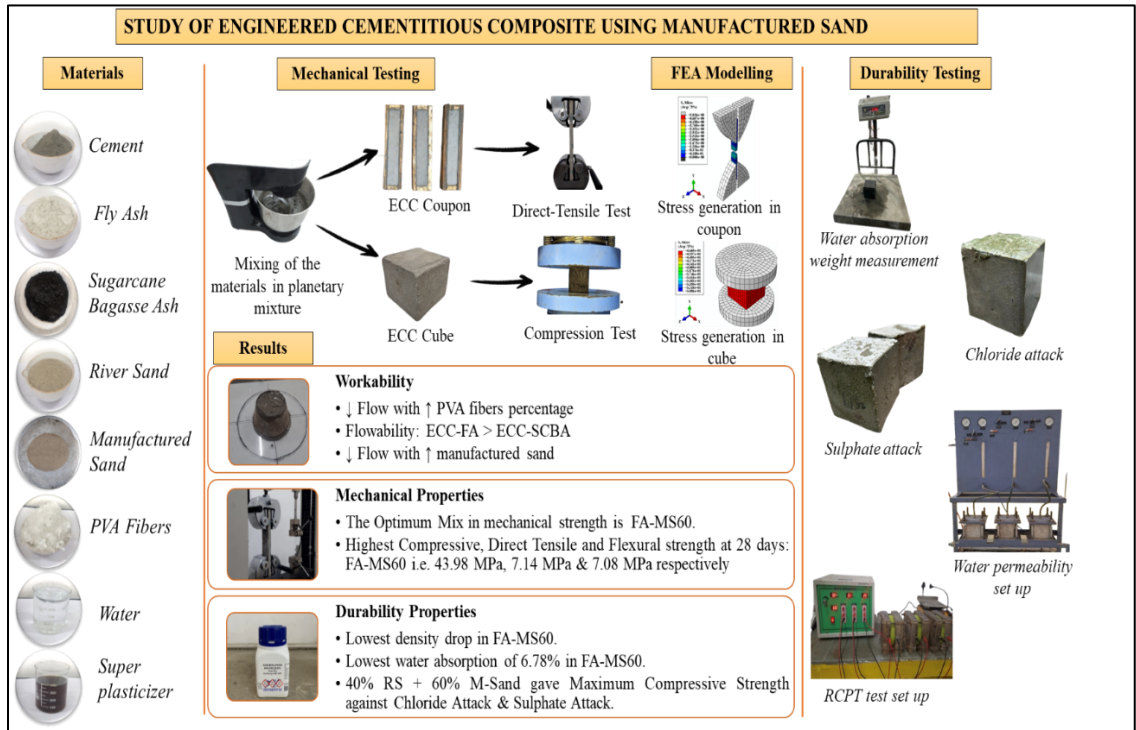 STUDY OF ENGINEERED CEMENTITIOUS COMPOSITE USING MANUFACTURED SAND
Materials
Cement
Fly Ash
Sugarcane
Bagasse Ash
River Sand
Manufactured
Sand
PVA Fibers
Water
Super
plasticizer
Mechanical Testing
Mixing of the
materials in planetary
mixture
ECC Coupon
Direct-Tensile Test
ECC Cube
Compression Test
FEA Modelling
Stress generation in
coupon
Stress generation in
cube
Results
Workability
• ↓ Flow with ↑ PVA fibers percentage
• Flowability: ECC-FA > ECC-SCBA
• ↓ Flow with ↑ manufactured sand
Mechanical Properties
• The Optimum Mix in mechanical strength is FA-MS60.
• Highest Compressive, Direct Tensile and Flexural strength at 28 days:
FA-MS60 i.e. 43.98 MPa, 7.14 MPa & 7.08 MPa respectively
Durability Properties
• Lowest density drop in FA-MS60.
• Lowest water absorption of 6.78% in FA-MS60.
• 40% RS + 60% M-Sand gave Maximum Compressive Strength
against Chloride Attack & Sulphate Attack.
Durability Testing
Water absorption
weight measurement
Chloride attack
Sulphate attack
Water permeability
set up
RCPT test set up